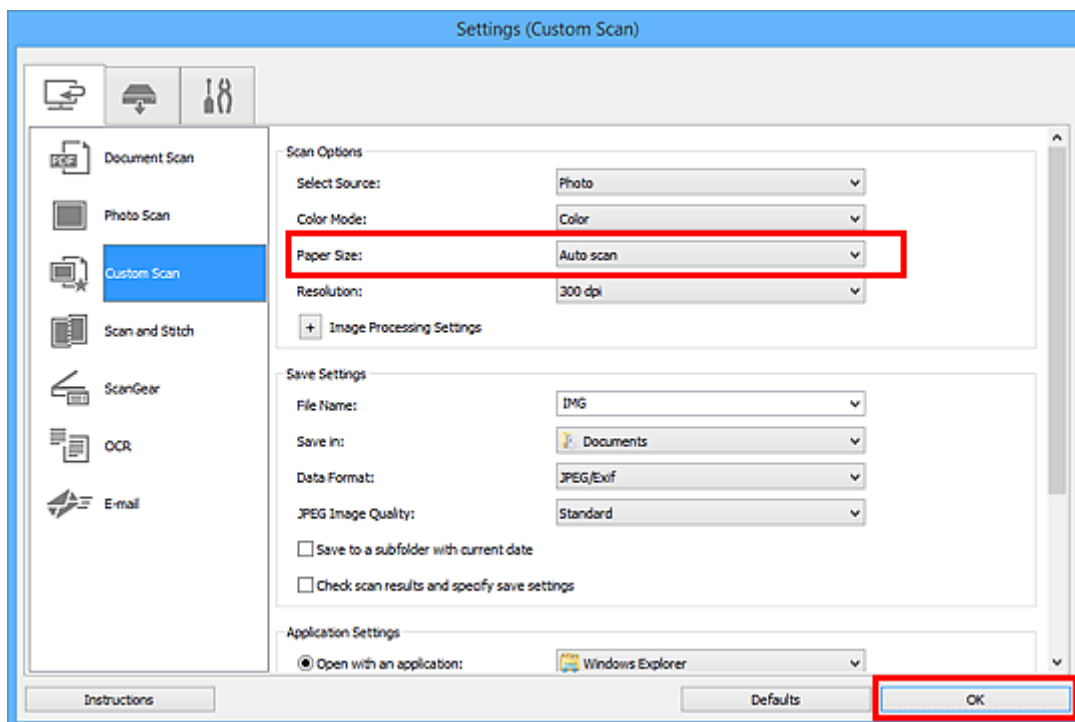 Settings (Custom Scan)
PDF
Document Scan
Photo Scan
Custom Scan
Scan and Stitch
ScanGear
OCR
E-mail
Scan Options
Select Source: Photo
Color Mode: Color
Paper Size: Auto scan
Resolution: 300 dpi
+ Image Processing Settings
Save Settings
File Name: IMG
Save in: Documents
Data Format: JPEG/Exif
JPEG Image Quality: Standard
Save to a subfolder with current date
Check scan results and specify save settings
Application Settings
Open with an application: Windows Explorer
Instructions
Defaults
OK